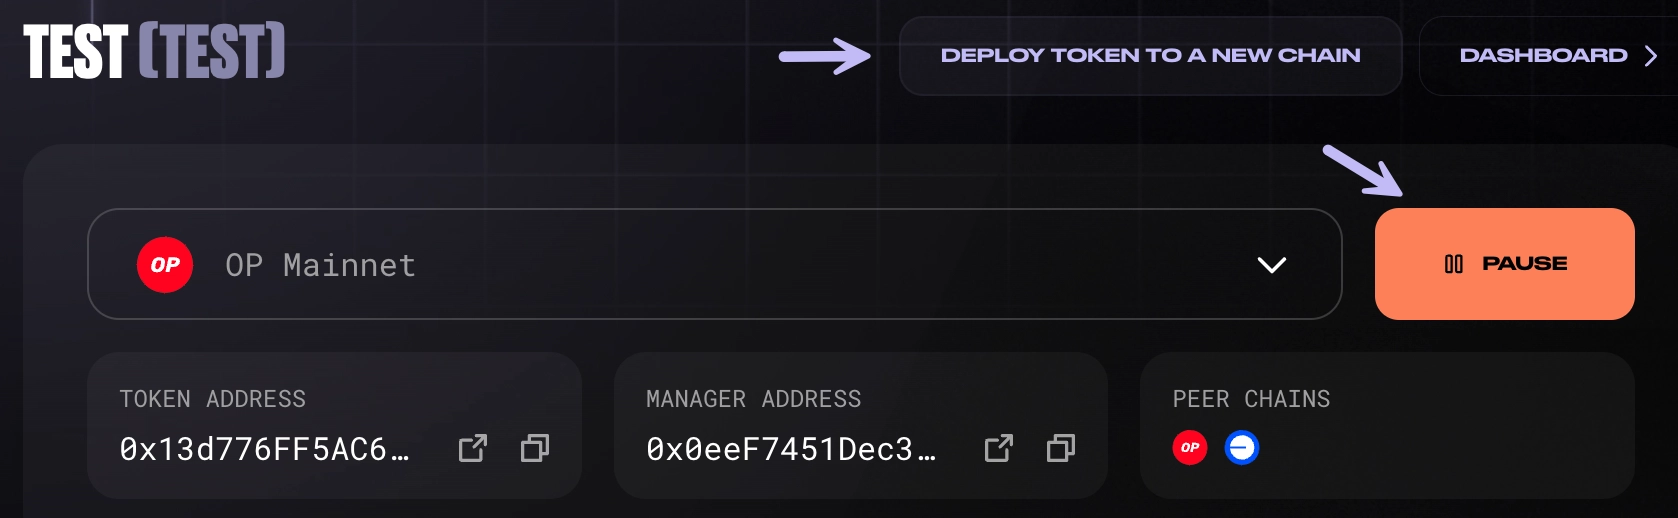 TEST (TEST)
DEPLOY TOKEN TO A NEW CHAIN
DASHBOARD
OP OP Mainnet
PAUSE
TOKEN ADDRESS
0x13d776FF5AC6…
MANAGER ADDRESS
0x0eeF7451Dec3…
PEER CHAINS
OP